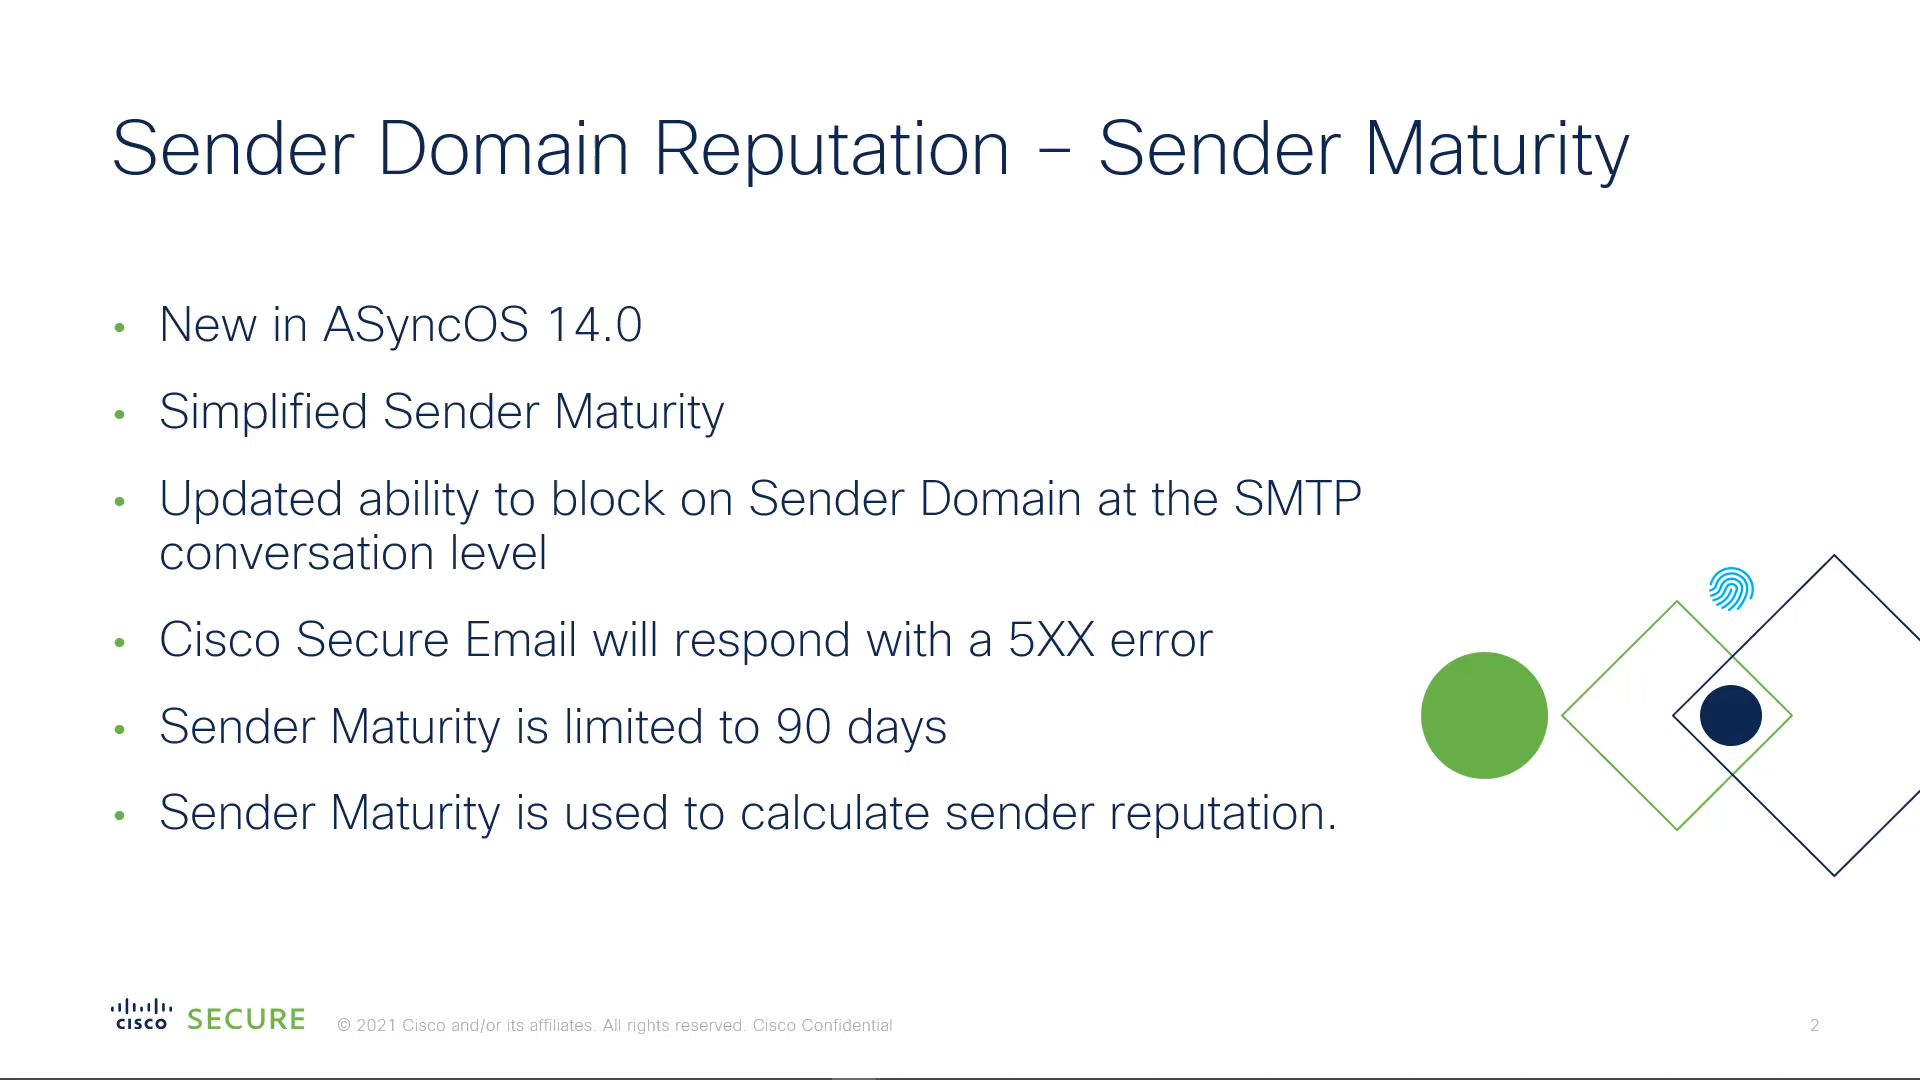 Sender Domain Reputation – Sender Maturity
• New in ASyncOS 14.0
• Simplified Sender Maturity
• Updated ability to block on Sender Domain at the SMTP
conversation level
• Cisco Secure Email will respond with a 5XX error
• Sender Maturity is limited to 90 days
• Sender Maturity is used to calculate sender reputation.
CISCO SECURE © 2021 Cisco and/or its affiliates. All rights reserved. Cisco Confidential 2